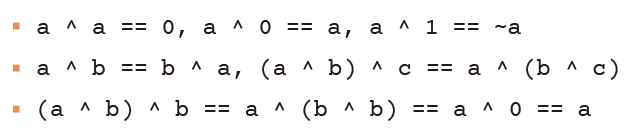 ▪ a ^ a == 0, a ^ 0 == a, a ^ 1 == ~a
▪ a ^ b == b ^ a, (a ^ b) ^ c == a ^ (b ^ c)
▪ (a ^ b) ^ b == a ^ (b ^ b) == a ^ 0 == a